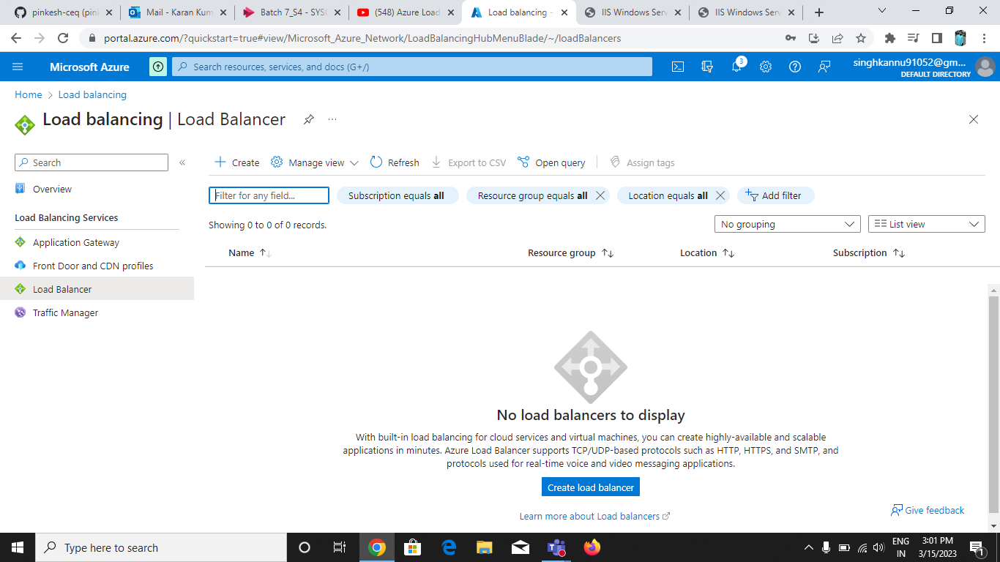 pinkesh-ceq (pink
Mail - Karan Kum
Batch 7_S4 - SYSC
(548) Azure Load
Load balancing -
IIS Windows Serv
IIS Windows Serv
portal.azure.com/?quickstart=true#view/Microsoft_Azure_Network/LoadBalancingHubMenuBlade/~/loadBalancers
Microsoft Azure
Search resources, services, and docs (G+/)
3
singhkannu91052@gm...
DEFAULT DIRECTORY
Home > Load balancing
Load balancing | Load Balancer
Search
«
Overview
Load Balancing Services
Application Gateway
Front Door and CDN profiles
Load Balancer
Traffic Manager
Create
Manage view
Refresh
Export to CSV
Open query
Assign tags
Filter for any field...
Subscription equals all
Resource group equals all
Location equals all
Add filter
Showing 0 to 0 of 0 records.
No grouping
List view
Name
Resource group
Location
Subscription
No load balancers to display
With built-in load balancing for cloud services and virtual machines, you can create highly-available and scalable
applications in minutes. Azure Load Balancer supports TCP/UDP-based protocols such as HTTP, HTTPS, and SMTP, and
protocols used for real-time voice and video messaging applications.
Create load balancer
Learn more about Load balancers
Give feedback
Type here to search
ENG
IN
3:01 PM
3/15/2023
1